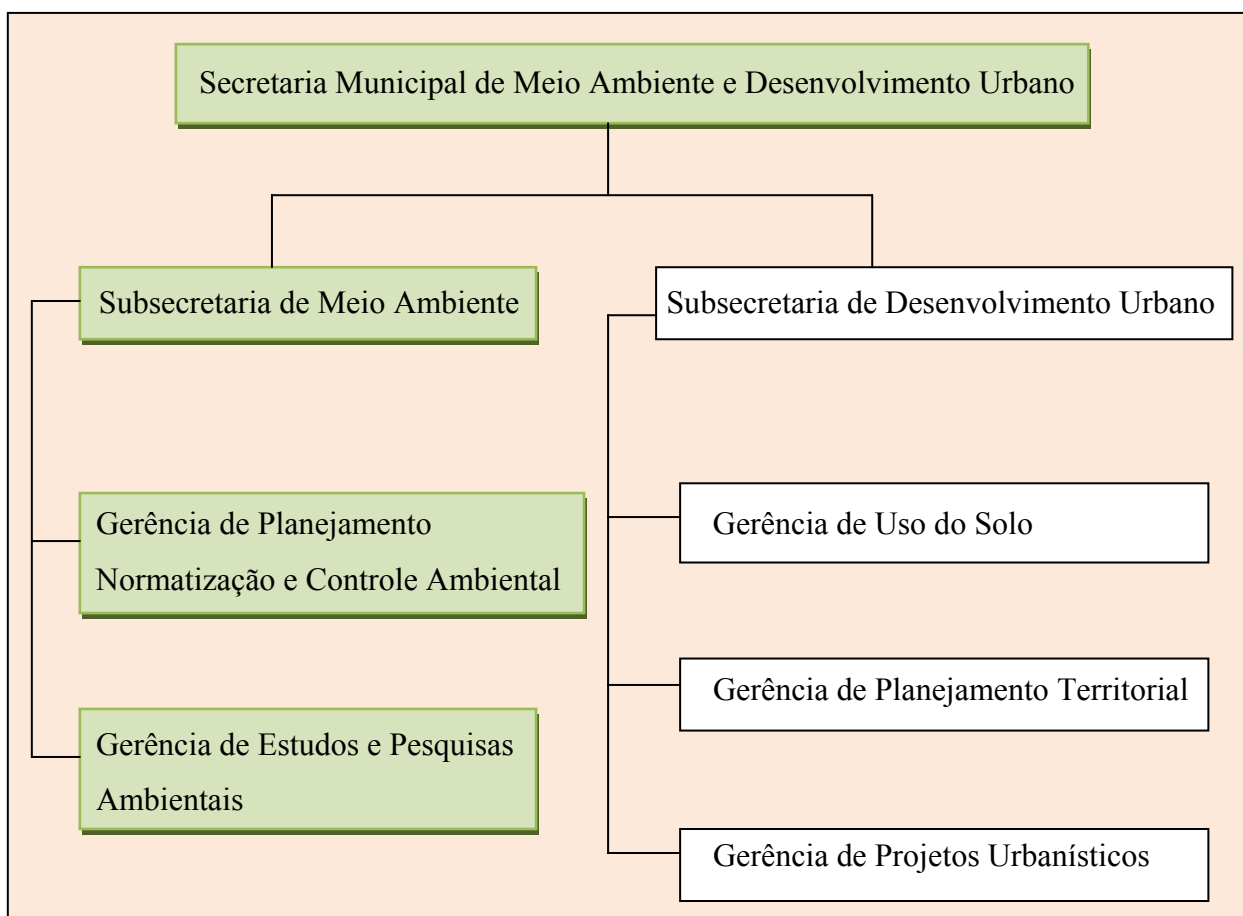 Secretaria Municipal de Meio Ambiente e Desenvolvimento Urbano
Subsecretaria de Meio Ambiente
Subsecretaria de Desenvolvimento Urbano
Gerência de Planejamento
Normatização e Controle Ambiental
Gerência de Uso do Solo
Gerência de Planejamento Territorial
Gerência de Estudos e Pesquisas
Ambientais
Gerência de Projetos Urbanísticos